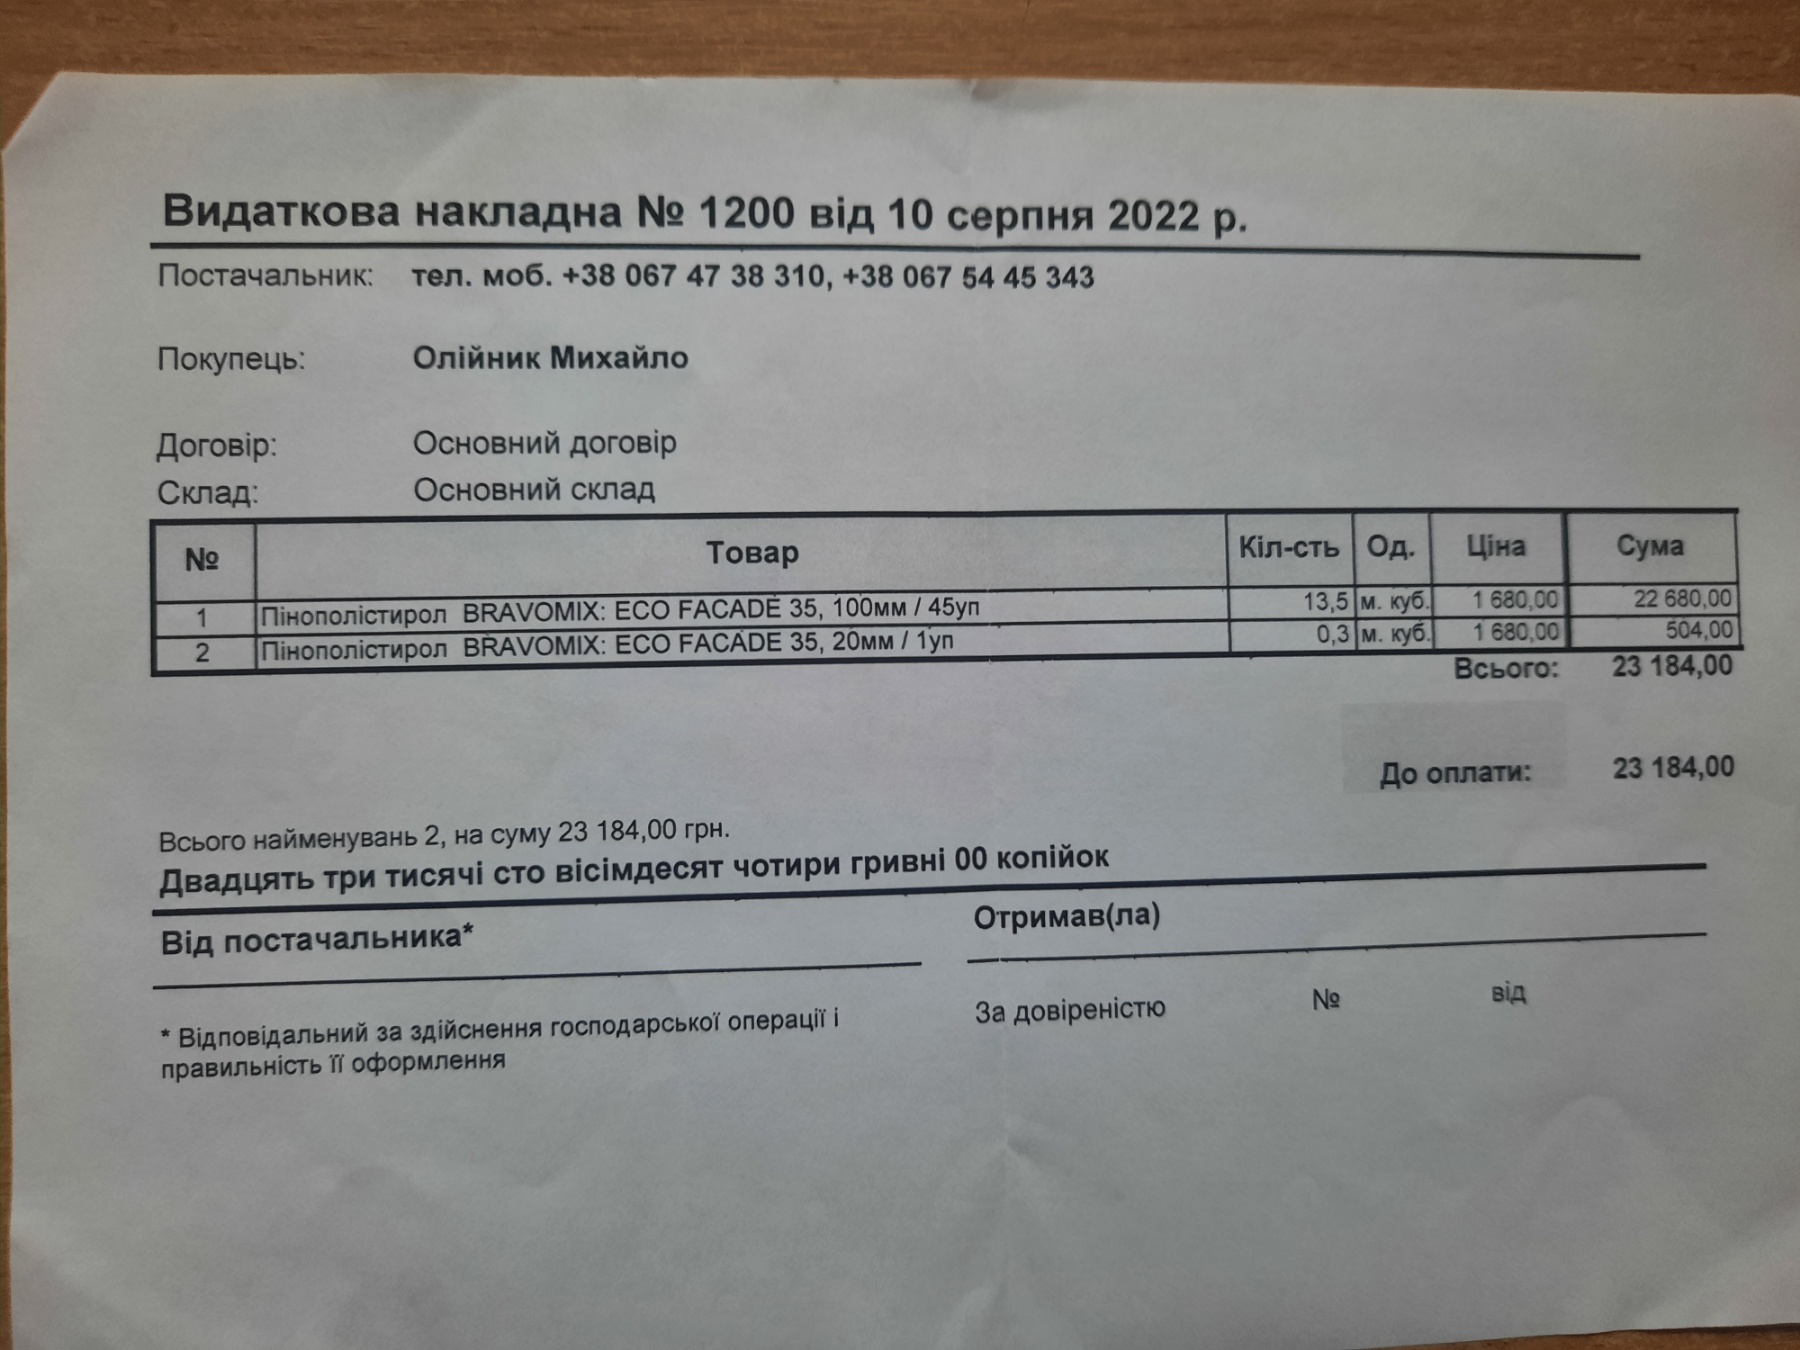 Видаткова накладна № 1200 від 10 серпня 2022 р.
Постачальник: тел. моб. +38 067 47 38 310, +38 067 54 45 343
Покупець: Олійник Михайло
Договір: Основний договір
Склад: Основний склад
№ Товар Кіл-сть Од. Ціна Сума
1 Пінополістирол BRAVOMIX: ECO FACADE 35, 100мм / 45уп 13,5 м. куб. 1 680,00 22 680,00
2 Пінополістирол BRAVOMIX: ECO FACADE 35, 20мм / 1уп 0,3 м. куб. 1 680,00 504,00
Всього: 23 184,00
До оплати: 23 184,00
Всього найменувань 2, на суму 23 184,00 грн.
Двадцять три тисячі сто вісімдесят чотири гривні 00 копійок
Від постачальника* Отримав(ла)
* Відповідальний за здійснення господарської операції і За довіреністю № від
правильність її оформлення